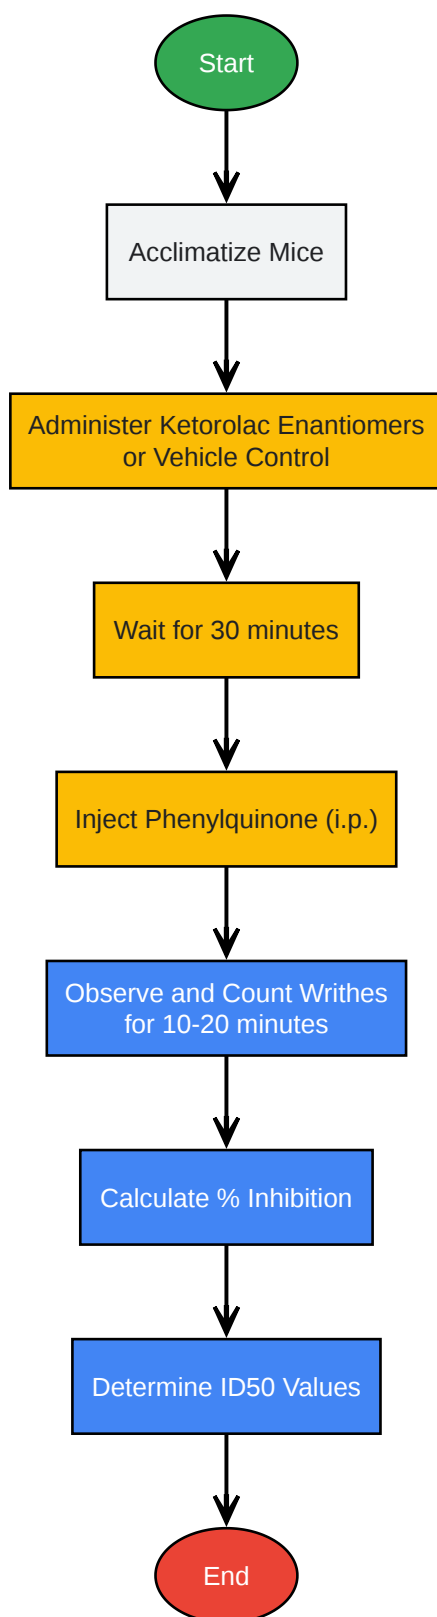 Start
Acclimatize Mice
Administer Ketorolac Enantiomers
or Vehicle Control
Wait for 30 minutes
Inject Phenylquinone (i.p.)
Observe and Count Writhes
for 10-20 minutes
Calculate % Inhibition
Determine ID50 Values
End